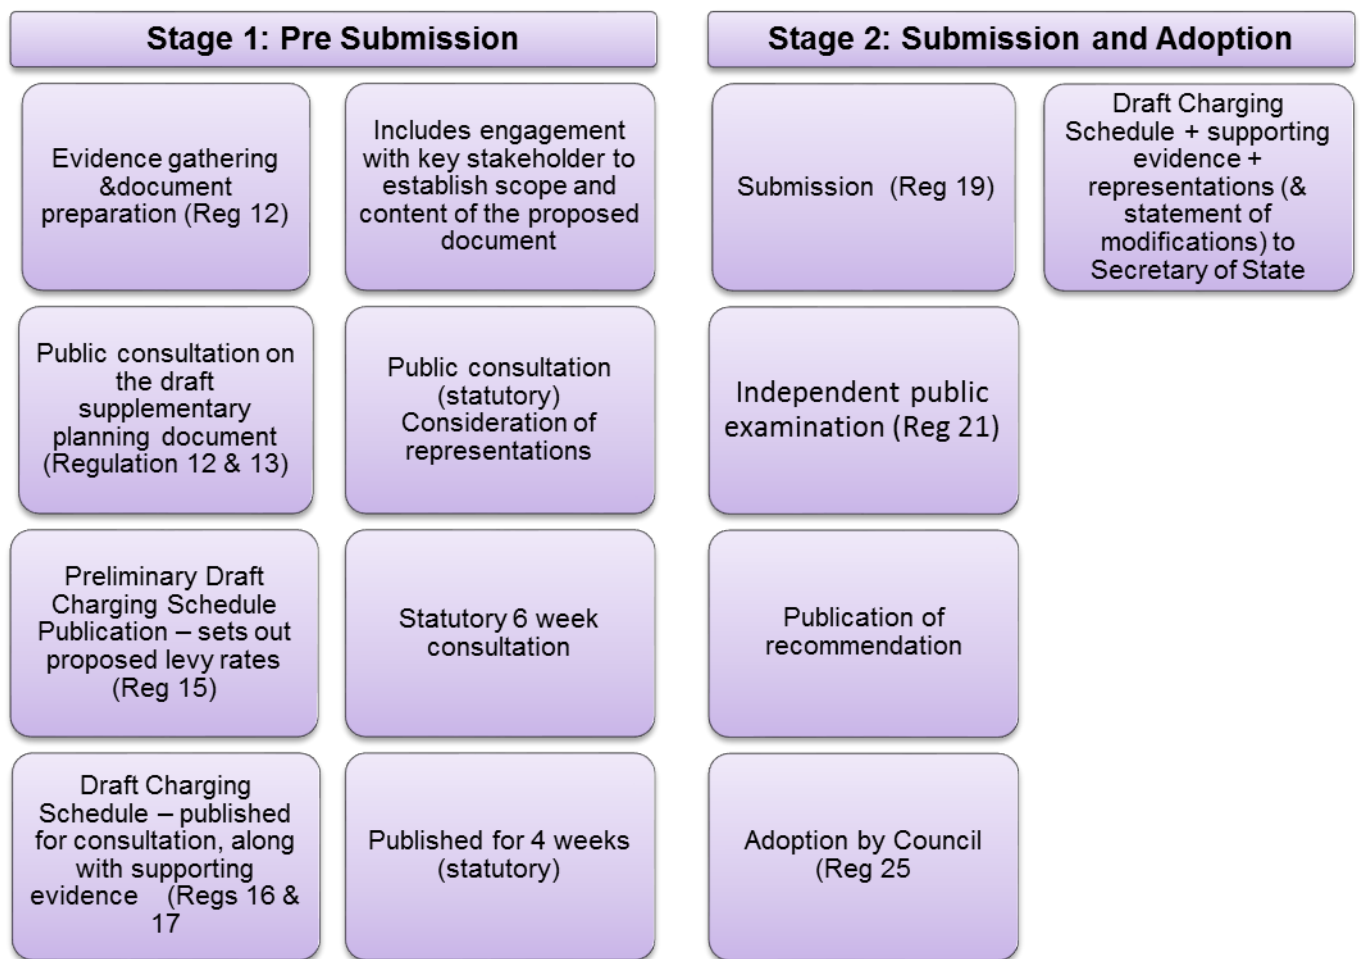 Stage 1: Pre Submission
Evidence gathering
&document
preparation (Reg 12)
Includes engagement
with key stakeholder to
establish scope and
content of the proposed
document
Public consultation on
the draft
supplementary
planning document
(Regulation 12 & 13)
Public consultation
(statutory)
Consideration of
representations
Preliminary Draft
Charging Schedule
Publication – sets out
proposed levy rates
(Reg 15)
Statutory 6 week
consultation
Draft Charging
Schedule – published
for consultation, along
with supporting
evidence (Regs 16 &
17
Published for 4 weeks
(statutory)
Stage 2: Submission and Adoption
Submission (Reg 19)
Draft Charging
Schedule + supporting
evidence +
representations (&
statement of
modifications) to
Secretary of State
Independent public
examination (Reg 21)
Publication of
recommendation
Adoption by Council
(Reg 25